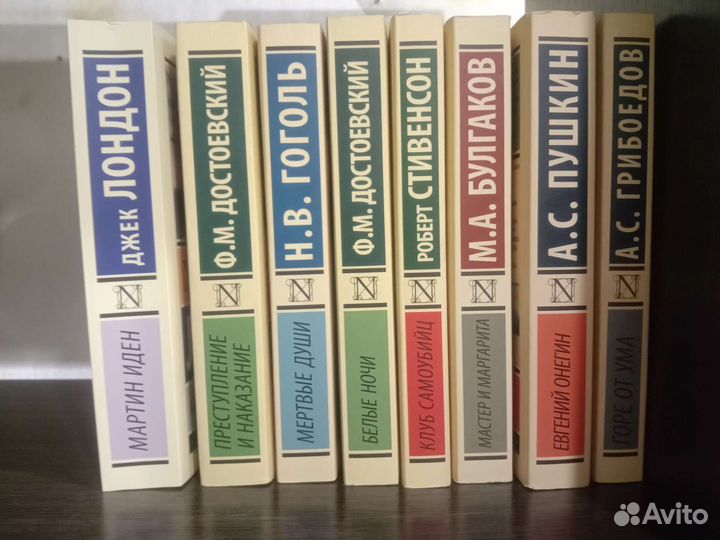 ДЖЕК ЛОНДОН
МАРТИН ИДЕН
Ф.М. ДОСТОЕВСКИЙ
ПРЕСТУПЛЕНИЕ
И НАКАЗАНИЕ
Н.В. ГОГОЛЬ
МЕРТВЫЕ ДУШИ
Ф.М. ДОСТОЕВСКИЙ
БЕЛЫЕ НОЧИ
РОБЕРТ СТИВЕНСОН
КЛУБ САМОУБИЙЦ
М.А. БУЛГАКОВ
МАСТЕР И МАРГАРИТА
А.С. ПУШКИН
ЕВГЕНИЙ ОНЕГИН
А.С. ГРИБОЕДОВ
ГОРЕ ОТ УМА
Avito